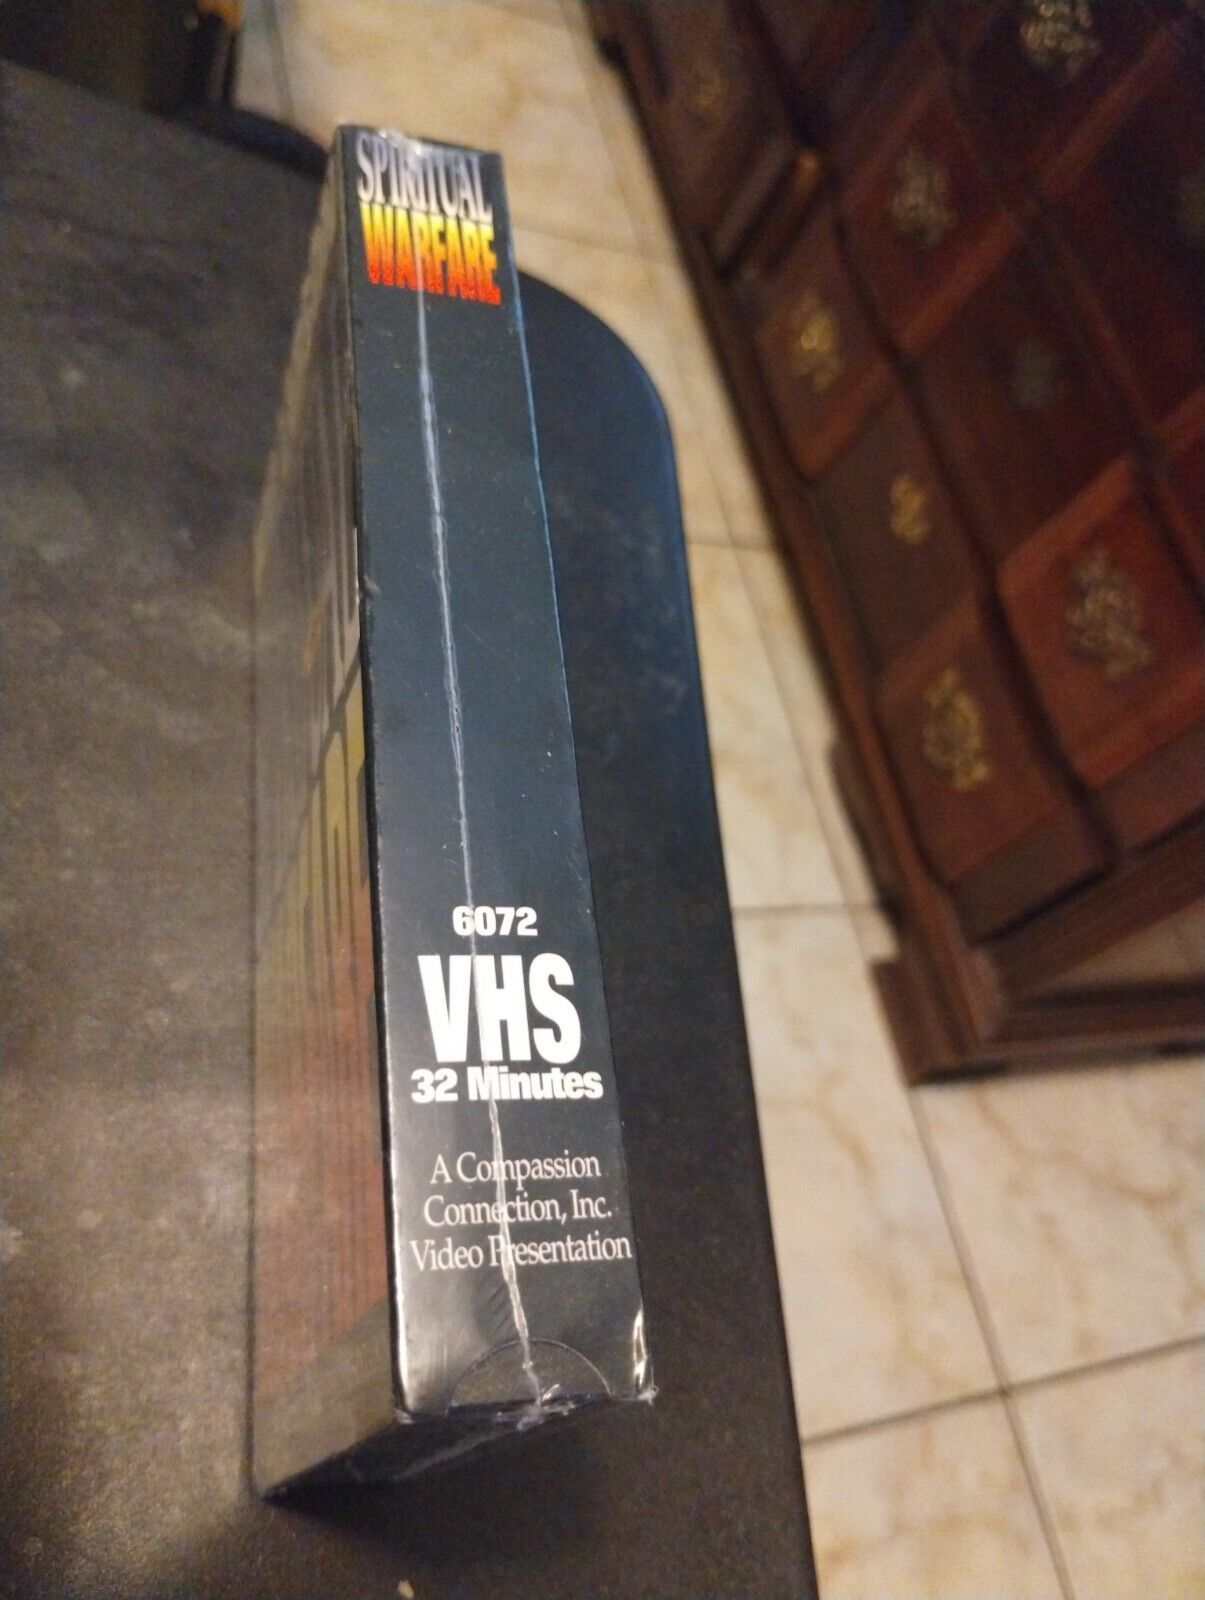 SPIRITUAL
WARFARE
6072
VHS
32 Minutes
A Compassion
Connection, Inc.
Video Presentation